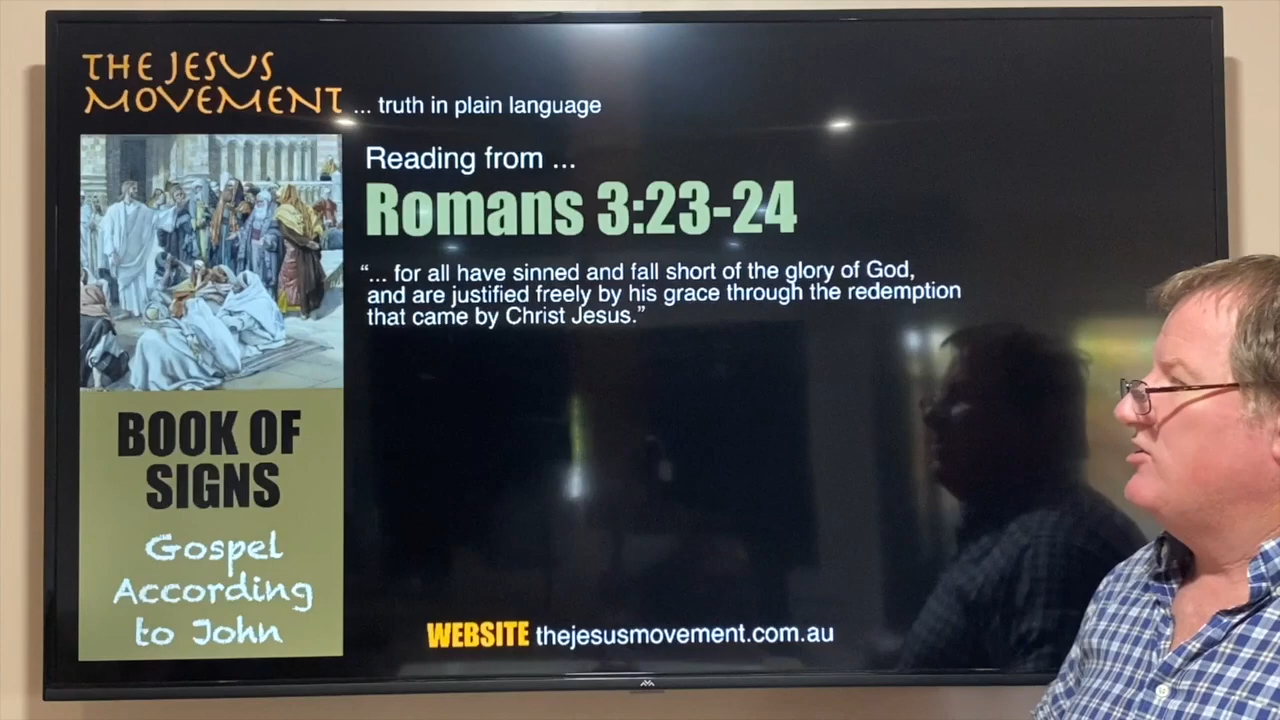 THE JESUS
MOVEMENT ... truth in plain language
Reading from ...
Romans 3:23-24
“... for all have sinned and fall short of the glory of God,
and are justified freely by his grace through the redemption
that came by Christ Jesus.”
BOOK OF
SIGNS
Gospel
According
to John
WEBSITE thejesusmovement.com.au